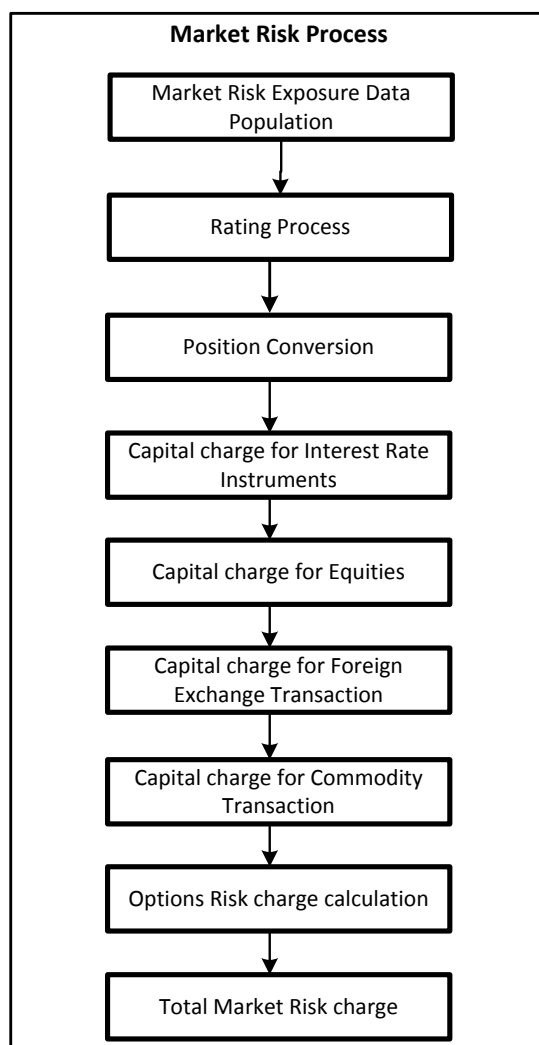 Market Risk Process
Market Risk Exposure Data
Population
Rating Process
Position Conversion
Capital charge for Interest Rate
Instruments
Capital charge for Equities
Capital charge for Foreign
Exchange Transaction
Capital charge for Commodity
Transaction
Options Risk charge calculation
Total Market Risk charge